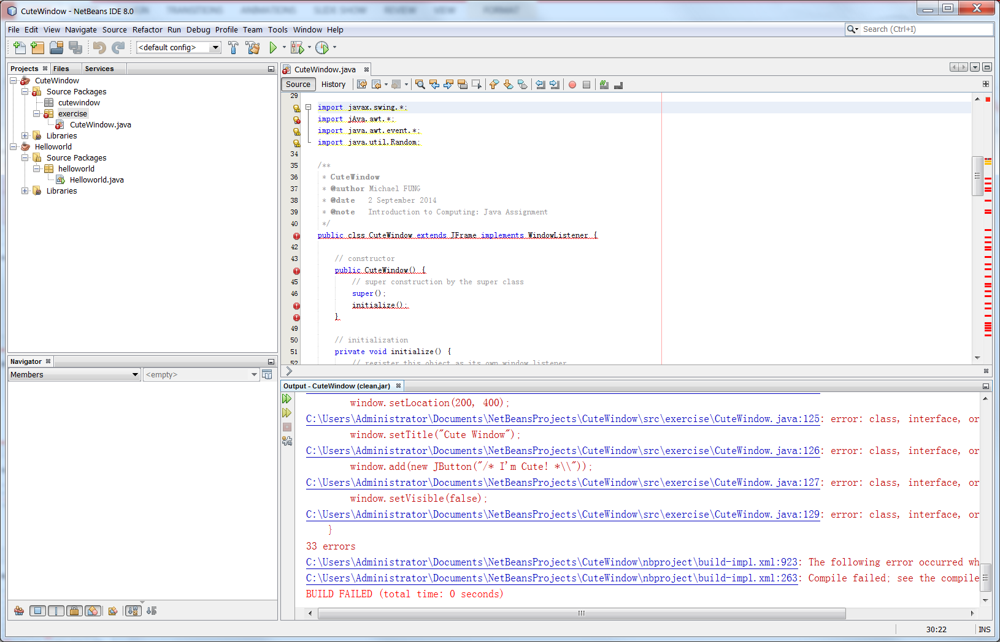 CuteWindow - NetBeans IDE 8.0
TRANSITIONS ANIMATIONS SLIDE SHOW REVIEW VIEW FORMAT
File Edit View Navigate Source Refactor Run Debug Profile Team Tools Window Help
Search (Ctrl+I)
<default config>
Projects Files Services
CuteWindow
Source Packages
cutewindow
exercise
CuteWindow.java
Libraries
Helloworld
Source Packages
helloworld
Helloworld.java
Libraries
Navigator
Members
<empty>
CuteWindow.java
Source History
29
import javax.swing.*;
import jAva.awt.*;
import java.awt.event.*;
import java.util.Random;
34
35 /**
36 * CuteWindow
37 * @author Michael FUNG
38 * @date 2 September 2014
39 * @note Introduction to Computing: Java Assignment
40 */
public clss CuteWindow extends JFrame implements WindowListener {
42
43 // constructor
public CuteWindow() {
45 // super construction by the super class
46 super();
initialize();
}
49
50 // initialization
51 private void initialize() {
52 // register this object as its own window listener
Output - CuteWindow (clean,jar)
window.setLocation(200, 400);
C:\Users\Administrator\Documents\NetBeansProjects\CuteWindow\src\exercise\CuteWindow.java:125: error: class, interface, or
window.setTitle("Cute Window");
C:\Users\Administrator\Documents\NetBeansProjects\CuteWindow\src\exercise\CuteWindow.java:126: error: class, interface, or
window.add(new JButton("/* I'm Cute! *\\"));
C:\Users\Administrator\Documents\NetBeansProjects\CuteWindow\src\exercise\CuteWindow.java:127: error: class, interface, or
window.setVisible(false);
C:\Users\Administrator\Documents\NetBeansProjects\CuteWindow\src\exercise\CuteWindow.java:129: error: class, interface, or
}
33 errors
C:\Users\Administrator\Documents\NetBeansProjects\CuteWindow\nbproject\build-impl.xml:923: The following error occurred wh
C:\Users\Administrator\Documents\NetBeansProjects\CuteWindow\nbproject\build-impl.xml:263: Compile failed; see the compile
BUILD FAILED (total time: 0 seconds)
30:22 INS